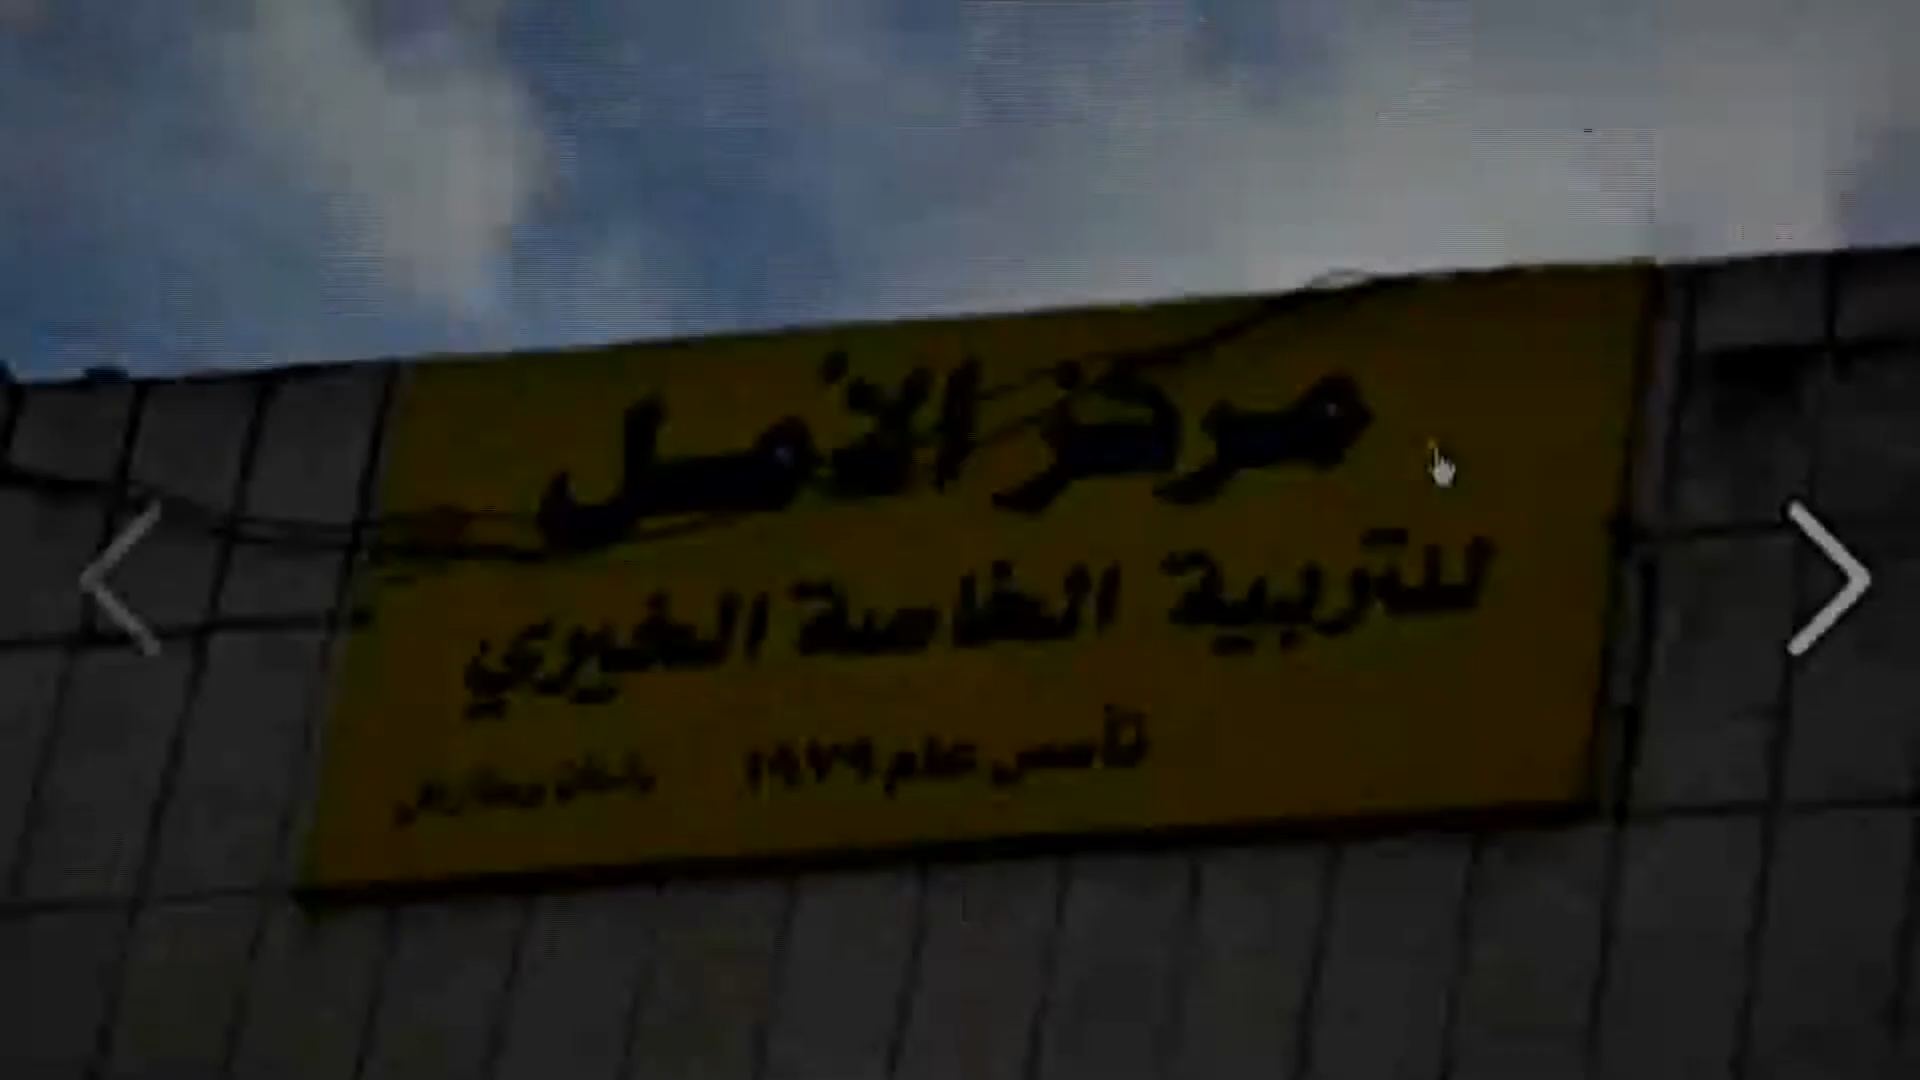 مركز الأمل
للتربية الخاصة الخيري
تأسس عام ١٩٧٩